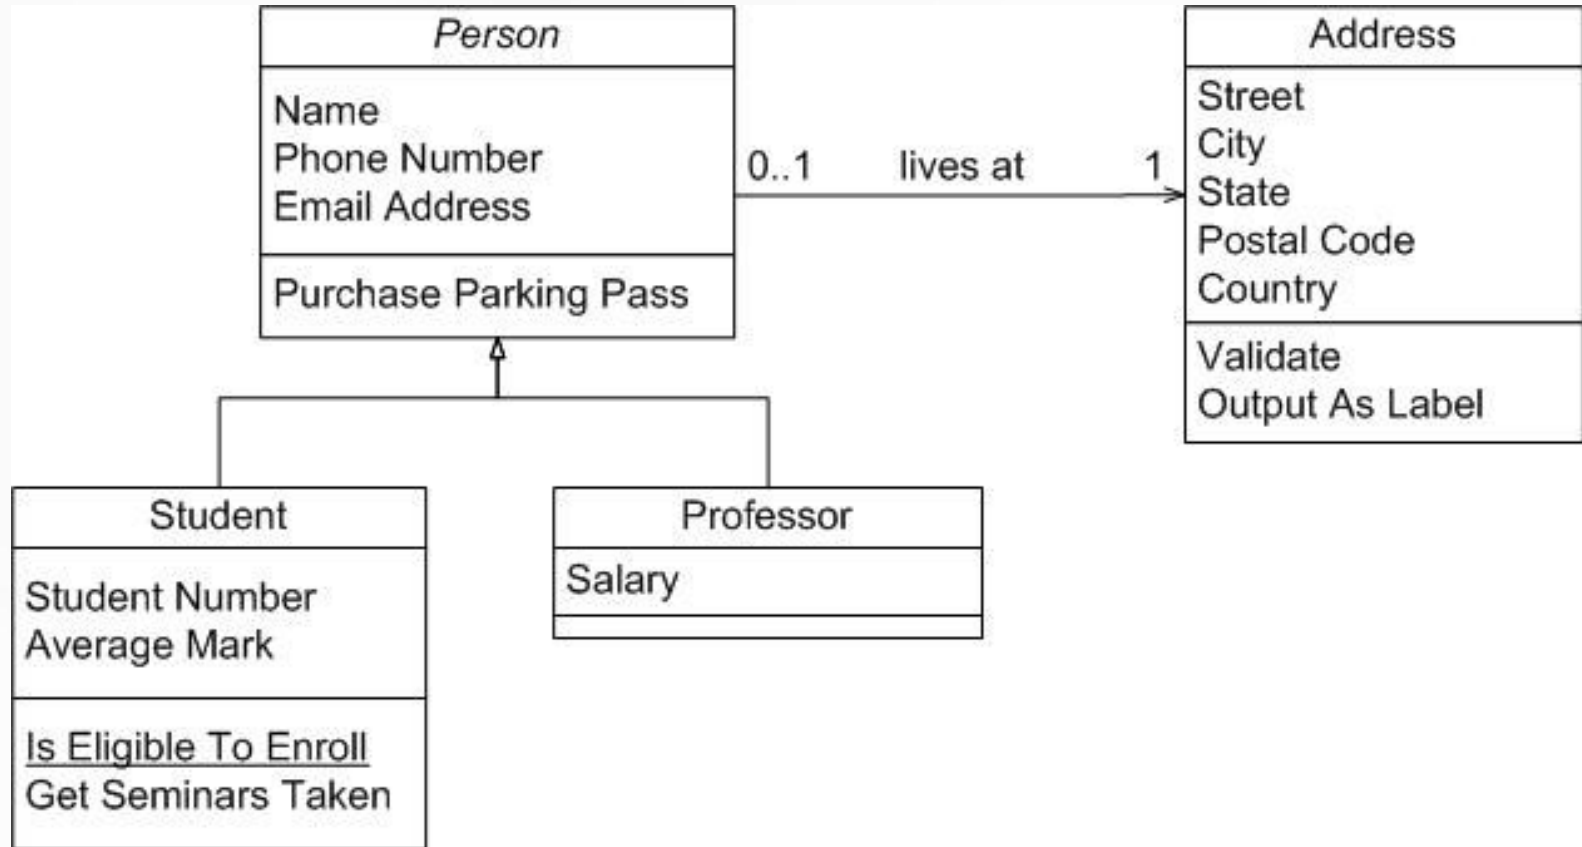 Person
Name
Phone Number
Email Address
Purchase Parking Pass
0..1 lives at 1
Address
Street
City
State
Postal Code
Country
Validate
Output As Label
Student
Student Number
Average Mark
Is Eligible To Enroll
Get Seminars Taken
Professor
Salary